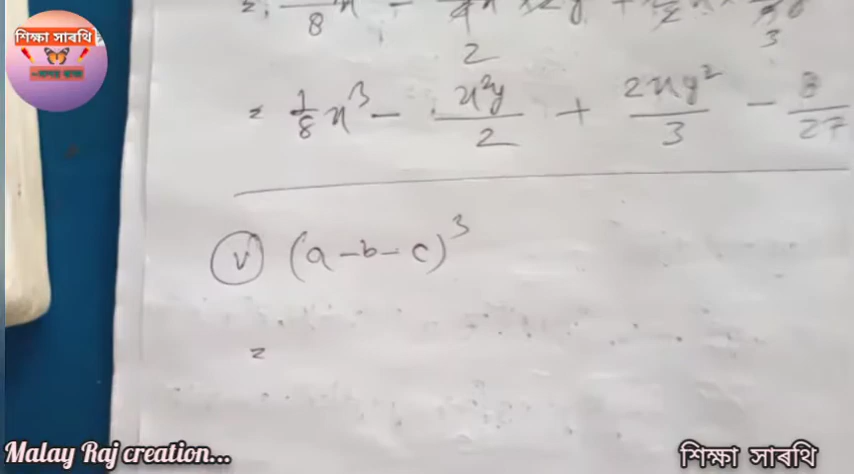 শিক্ষা সাৰথি
= 1/8 x³ - x²y/2 + 2xy²/3 - 8/27
(v) (a-b-c)³
=
Malay Raj creation...
শিক্ষা সাৰথি